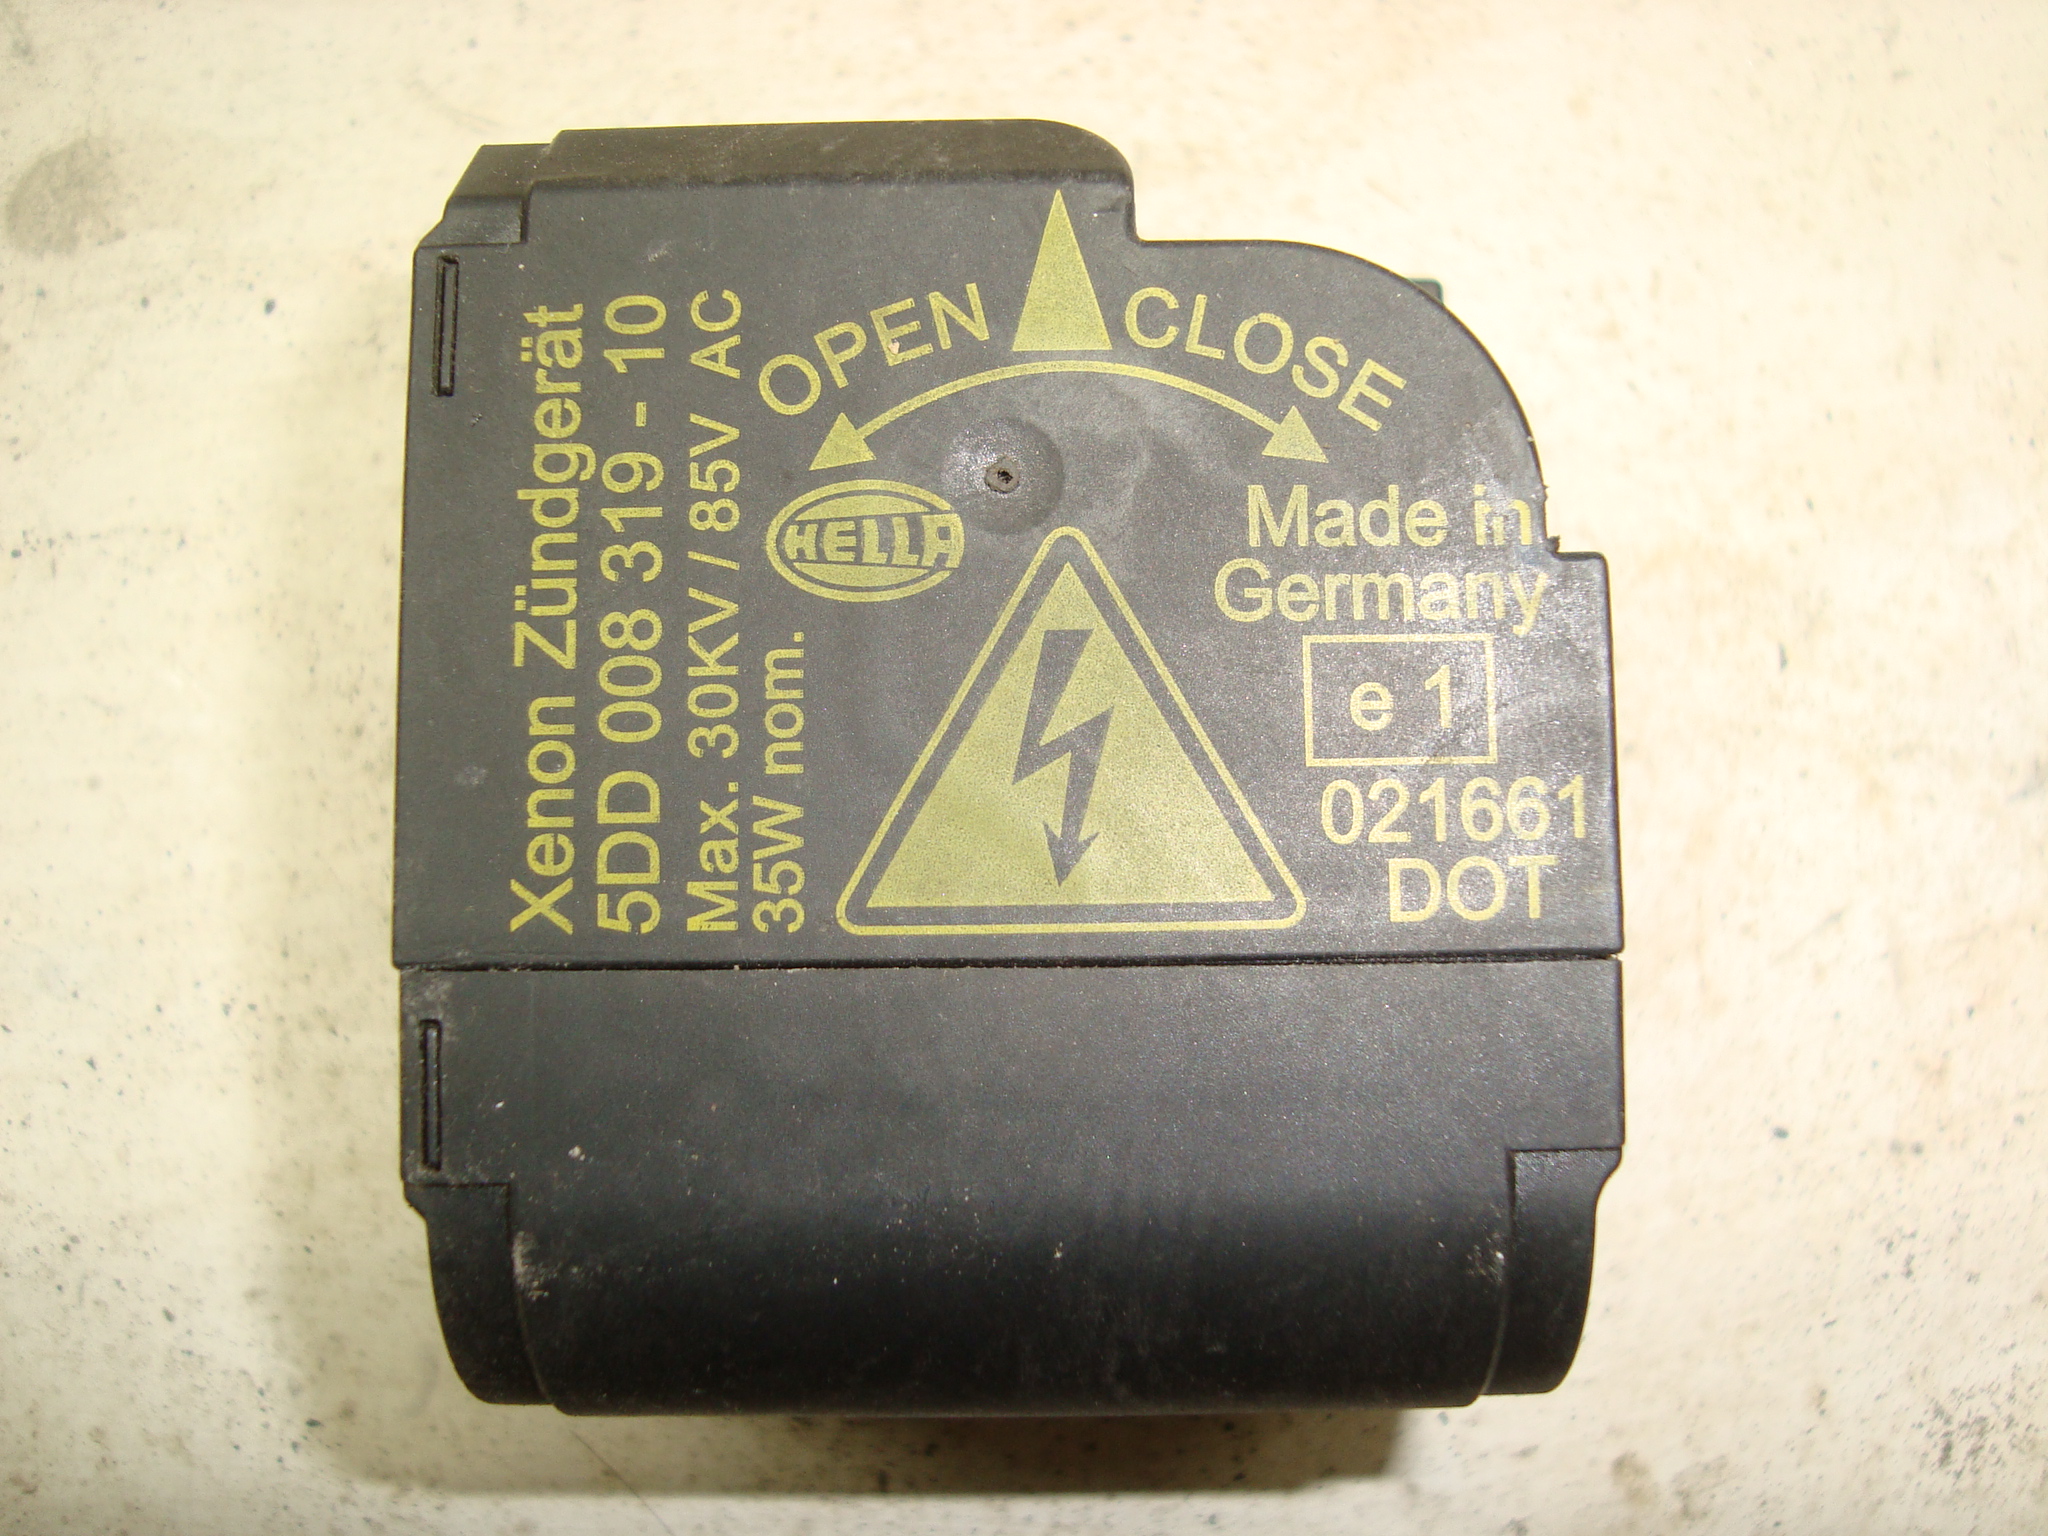 Xenon Zündgerät
5DD 008 319 - 10
Max. 30KV / 85V AC
35W nom.
OPEN
CLOSE
HELLA
Made in
Germany
e 1
021661
DOT